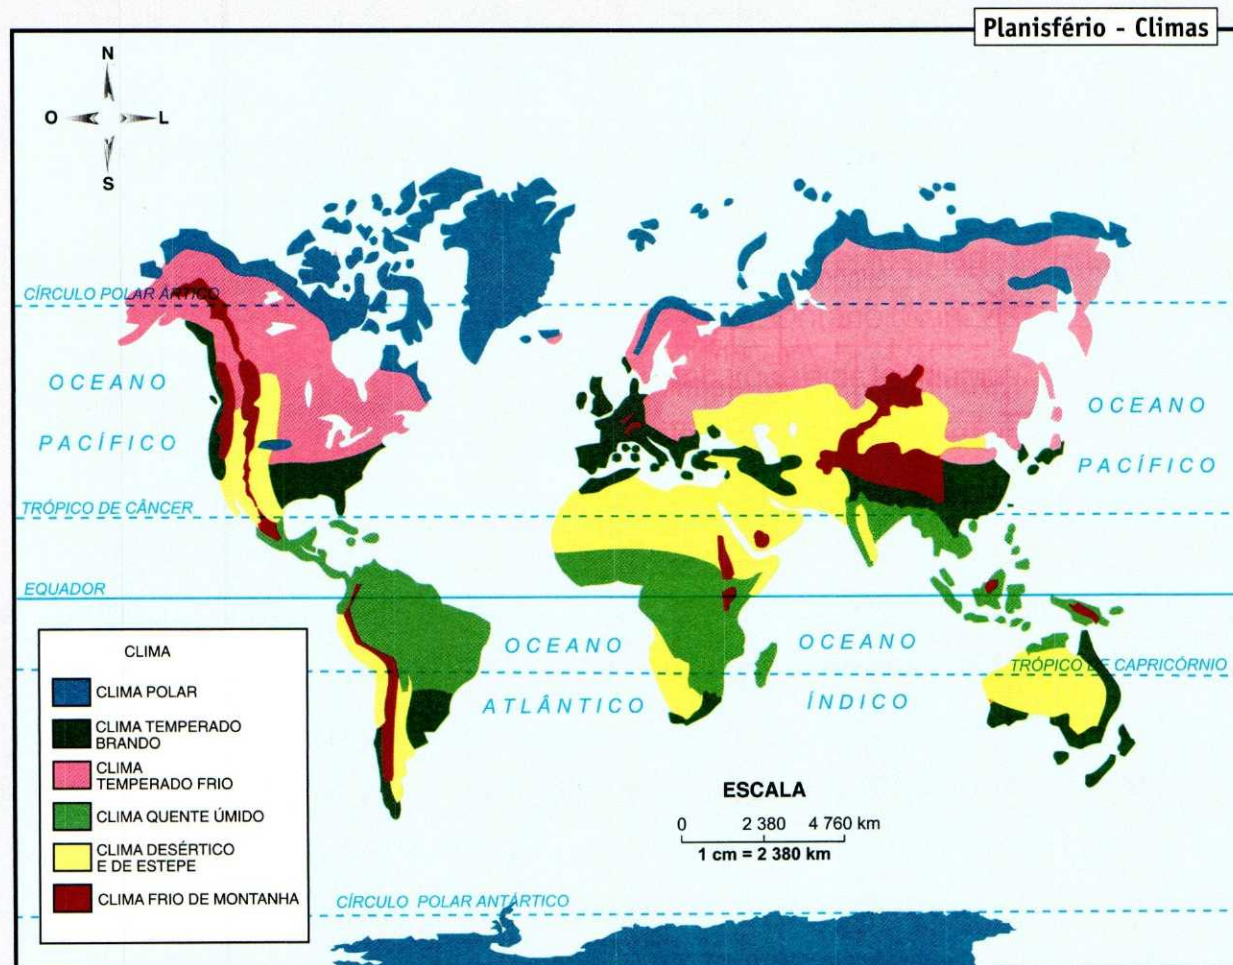 Planisfério - Climas
N
O L
S
CÍRCULO POLAR ÁRTICO
OCEANO
PACÍFICO
OCEANO
PACÍFICO
TRÓPICO DE CÂNCER
EQUADOR
OCEANO
ATLÂNTICO
OCEANO
ÍNDICO
TRÓPICO DE CAPRICÓRNIO
CLIMA
CLIMA POLAR
CLIMA TEMPERADO
BRANDO
CLIMA
TEMPERADO FRIO
CLIMA QUENTE ÚMIDO
CLIMA DESÉRTICO
E DE ESTEPE
CLIMA FRIO DE MONTANHA
ESCALA
0 2 380 4 760 km
1 cm = 2 380 km
CÍRCULO POLAR ANTÁRTICO